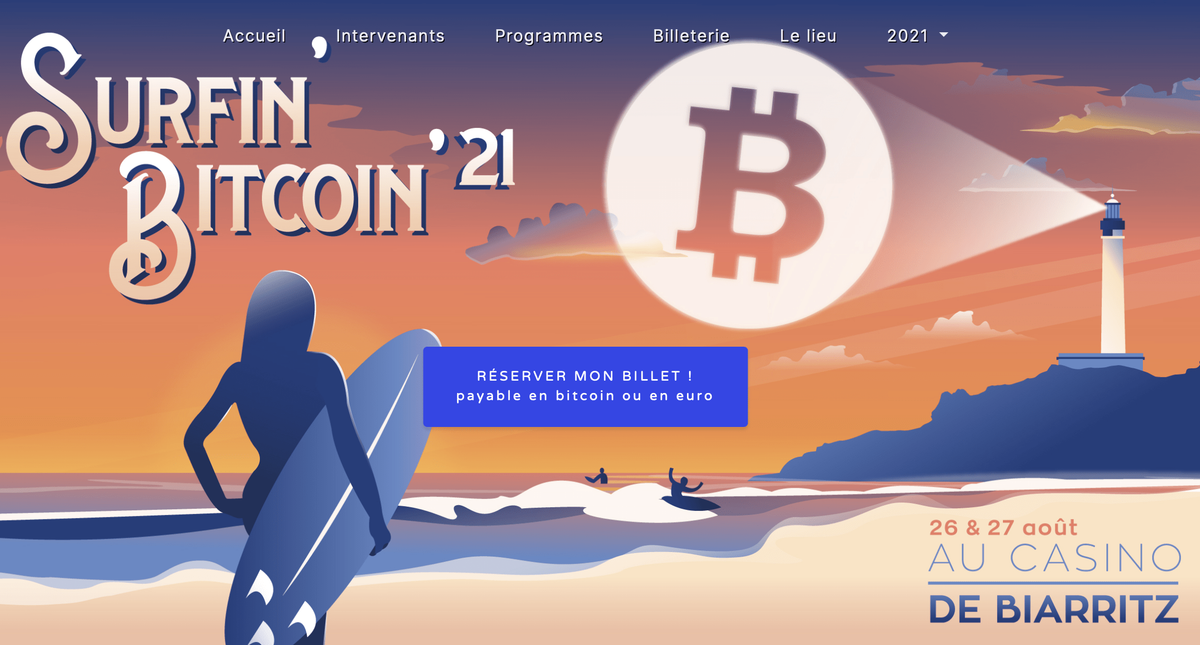 Accueil Intervenants Programmes Billeterie Le lieu 2021
SURFIN'
BITCOIN '21
RÉSERVER MON BILLET !
payable en bitcoin ou en euro
26 & 27 août
AU CASINO
DE BIARRITZ